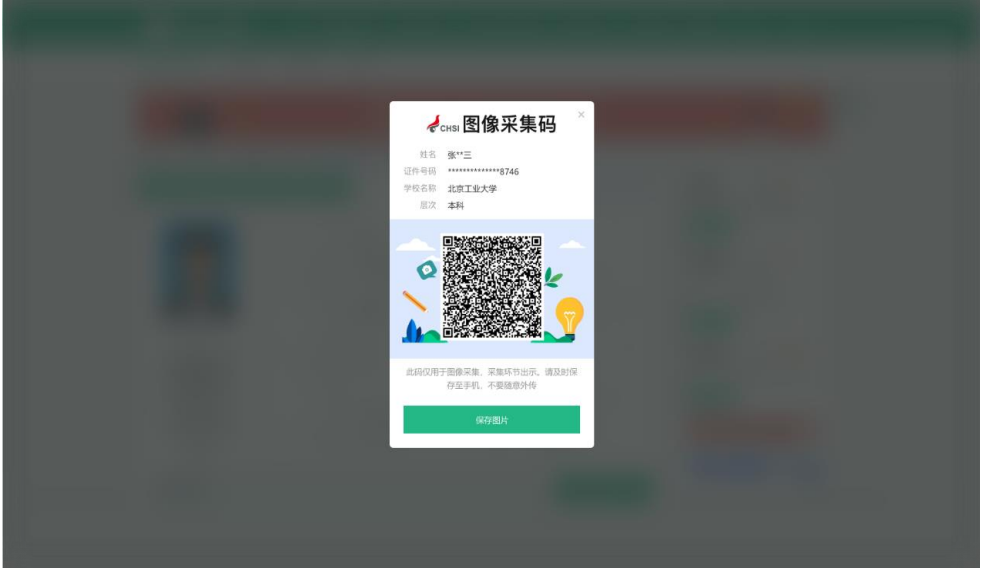 CHSI 图像采集码
×
姓名 张**三
证件号码 **************8746
学校名称 北京工业大学
层次 本科
此码仅用于图像采集、采集环节出示。请及时保
存至手机、不要随意外传
保存图片